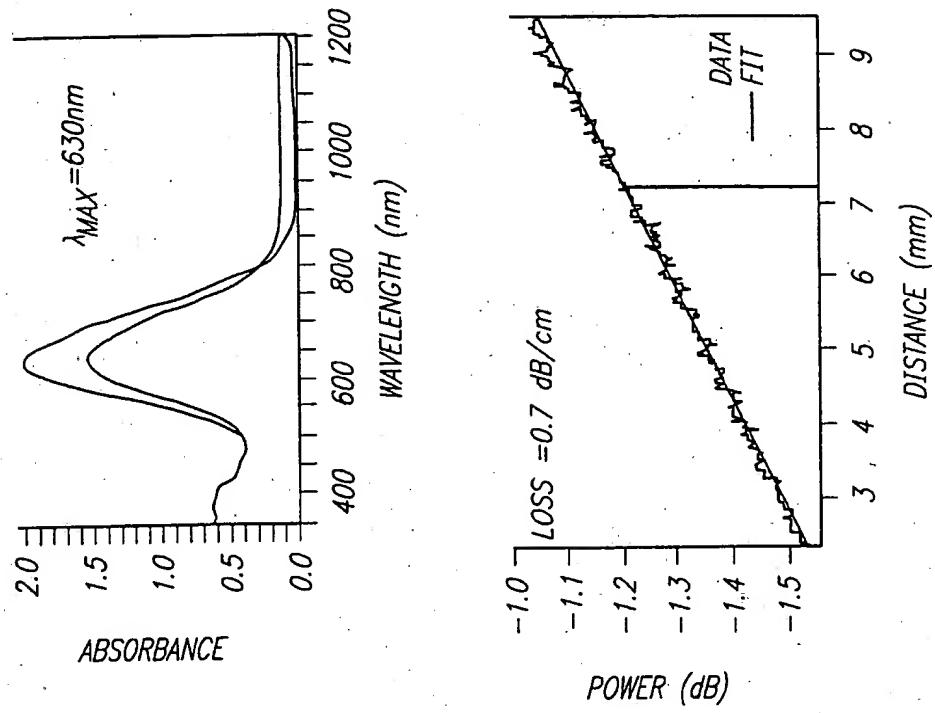 ABSORBANCE
2.0
1.5
1.0
0.5
0.0
λMAX=630nm
400
600
800
1000
1200
WAVELENGTH (nm)
POWER (dB)
-1.0
-1.1
-1.2
-1.3
-1.4
-1.5
LOSS =0.7 dB/cm
DATA
FIT
3
4
5
6
7
8
9
DISTANCE (mm)